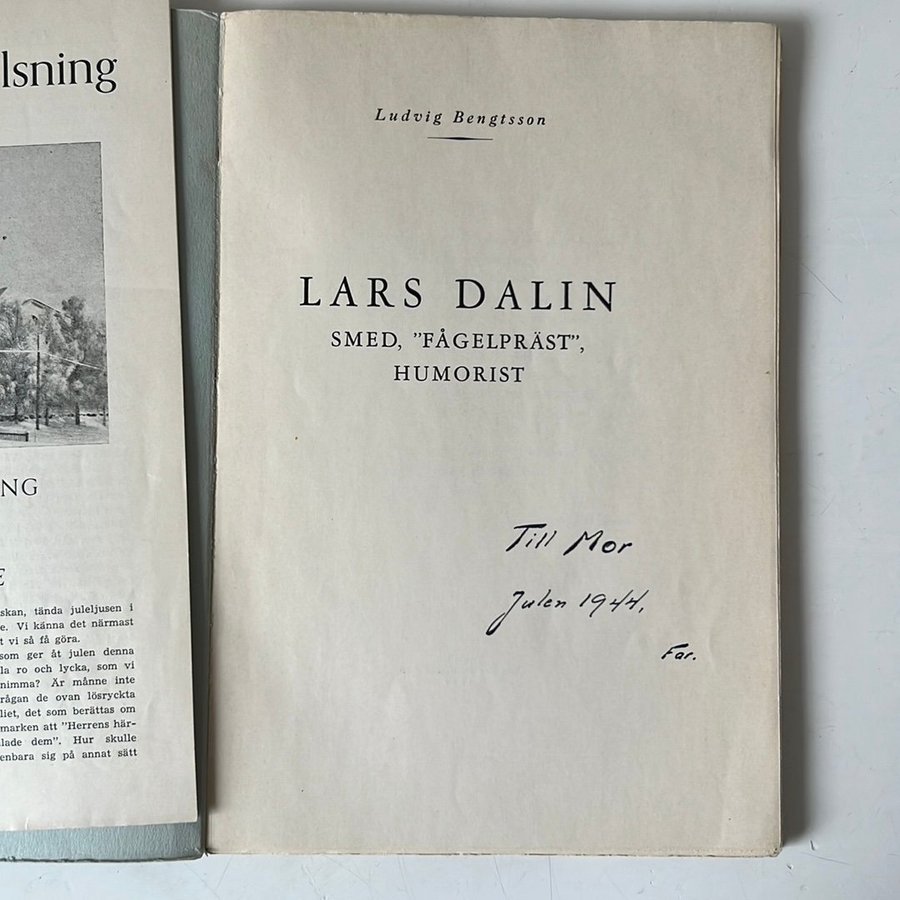 lsning
NG
E
skan, tända juleljusen i
e. Vi känna det närmast
t vi så få göra.
som ger åt julen denna
la ro och lycka, som vi
nimma? Är månne inte
rågan de ovan lösryckta
liet, det som berättas om
marken att "Herrens här-
lade dem". Hur skulle
enbara sig på annat sätt
Ludvig Bengtsson
LARS DALIN
SMED, ”FÅGELPRÄST”,
HUMORIST
Till Mor
Julen 1944.
Far.